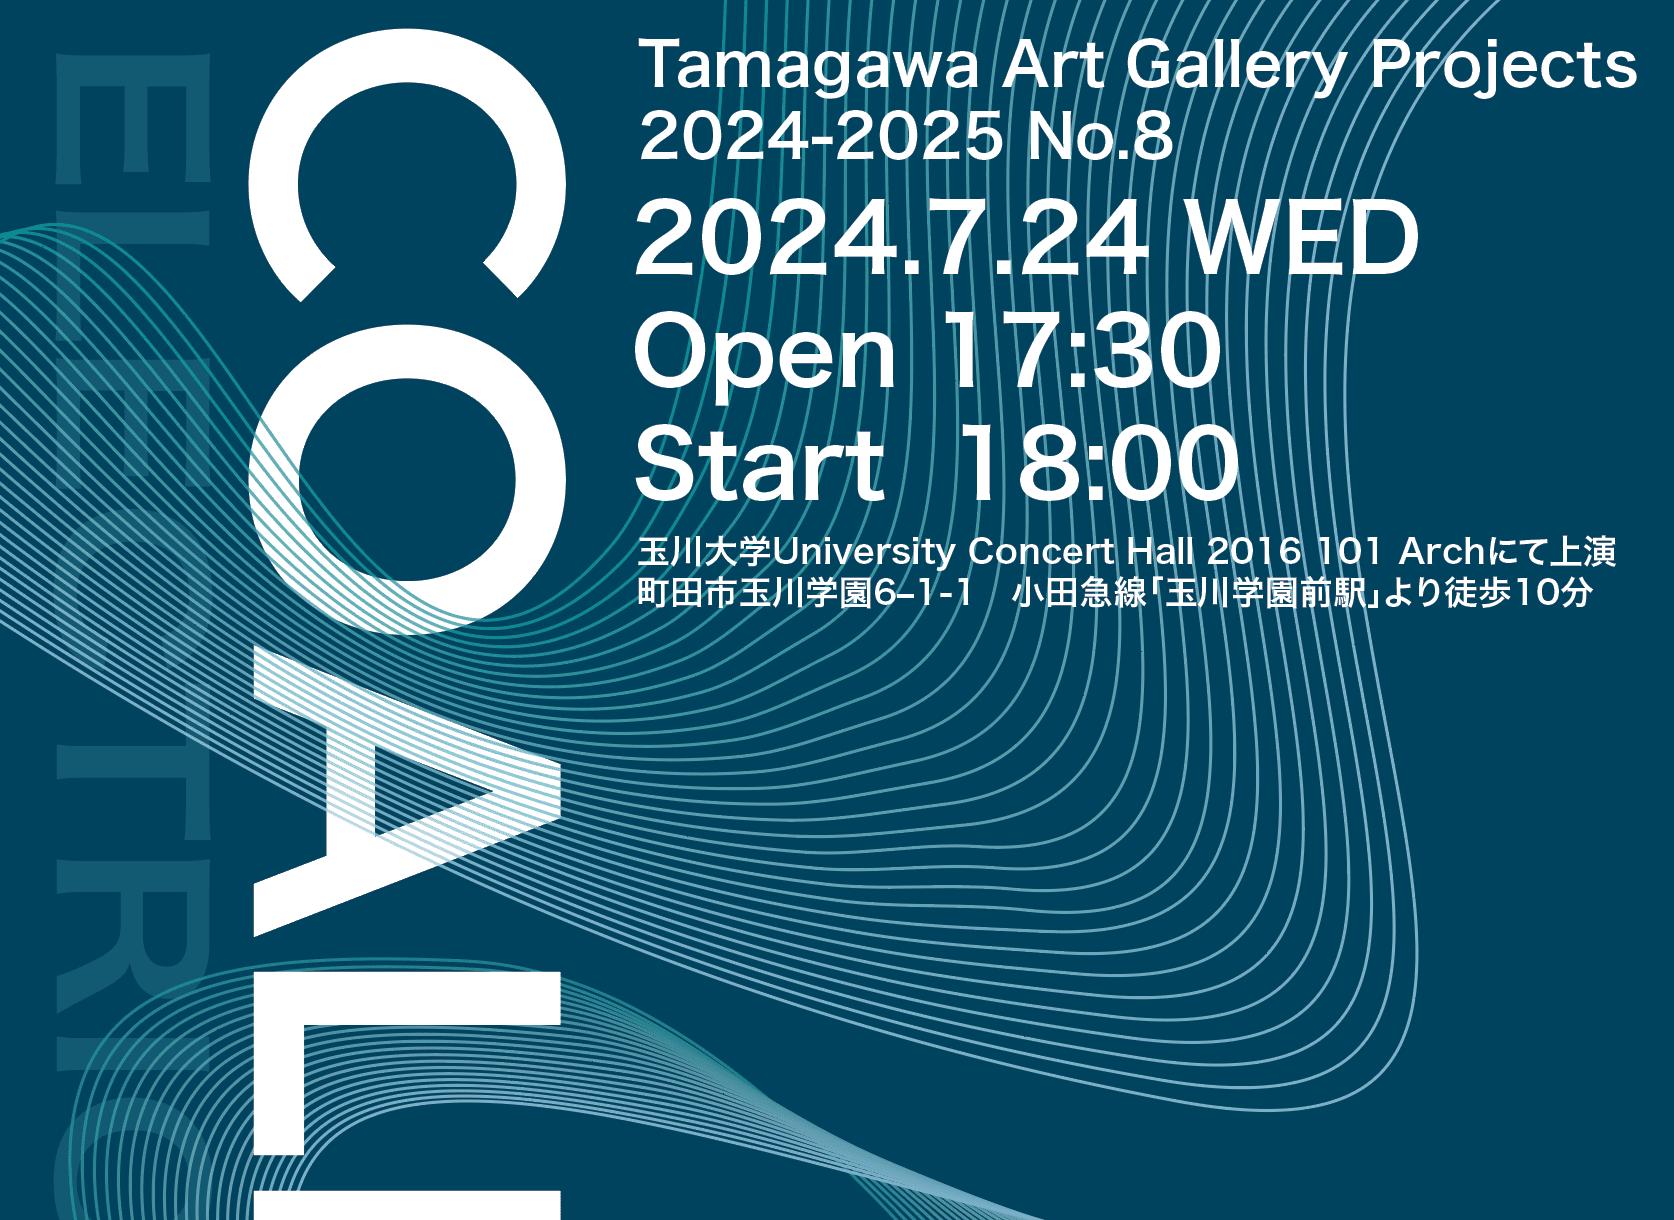 ELECTRIC
COAL
Tamagawa Art Gallery Projects
2024-2025 No.8
2024.7.24 WED
Open 17:30
Start 18:00
玉川大学University Concert Hall 2016 101 Archにて上演
町田市玉川学園6–1-1　小田急線「玉川学園前駅」より徒歩10分